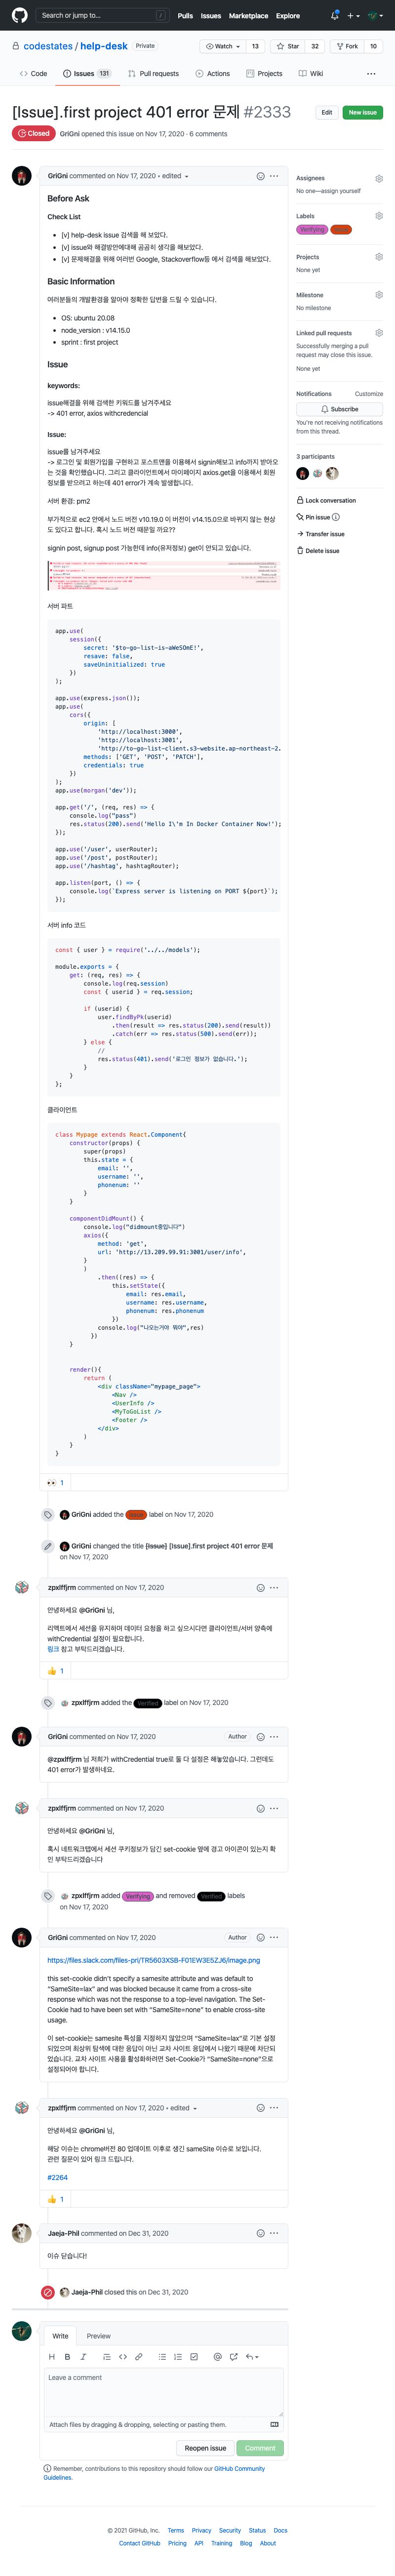 Search or jump to...
/
Pulls Issues Marketplace Explore
codestates / help-desk Private
Watch 13 Star 32 Fork 10
Code Issues 131 Pull requests Actions Projects Wiki
[Issue].first project 401 error 문제 #2333
Edit New issue
Closed GriGni opened this issue on Nov 17, 2020 · 6 comments
GriGni commented on Nov 17, 2020 • edited
Before Ask
Check List
[v] help-desk issue 검색을 해 보았다.
[v] issue와 해결방안에대해 곰곰히 생각을 해보았다.
[v] 문제해결을 위해 여러번 Google, Stackoverflow등 에서 검색을 해보았다.
Basic Information
여러분들의 개발환경을 알아야 정확한 답변을 드릴 수 있습니다.
OS: ubuntu 20.08
node_version : v14.15.0
sprint : first project
Issue
keywords:
issue해결을 위해 검색한 키워드를 남겨주세요
-> 401 error, axios withcredencial
Issue:
issue를 남겨주세요
-> 로그인 및 회원가입을 구현하고 포스트맨을 이용해서 signin해보고 info까지 받아오
는 것을 확인했습니다. 그리고 클라이언트에서 마이페이지 axios.get을 이용해서 회원
정보를 받으려고 하는데 401 error가 계속 발생합니다.
서버 환경: pm2
부가적으로 ec2 안에서 노드 버전 v10.19.0 이 버전이 v14.15.0으로 바뀌지 않는 현상
도 있다고 합니다. 혹시 노드 버전 때문일 까요??
signin post, signup post 가능한데 info(유저정보) get이 안되고 있습니다.
서버 파트
app.use(
session({
secret: '$to-go-list-is-aWeSOmE!',
resave: false,
saveUninitialized: true
})
);
app.use(express.json());
app.use(
cors({
origin: [
'http://localhost:3000',
'http://localhost:3001',
'http://to-go-list-client.s3-website.ap-northeast-2.
methods: ['GET', 'POST', 'PATCH'],
credentials: true
})
);
app.use(morgan('dev'));
app.get('/', (req, res) => {
console.log("pass")
res.status(200).send('Hello I\'m In Docker Container Now!');
});
app.use('/user', userRouter);
app.use('/post', postRouter);
app.use('/hashtag', hashtagRouter);
app.listen(port, () => {
console.log(`Express server is listening on PORT ${port}`);
});
서버 info 코드
const { user } = require('../../models');
module.exports = {
get: (req, res) => {
console.log(req.session)
const { userid } = req.session;
if (userid) {
user.findByPk(userid)
.then(result => res.status(200).send(result))
.catch(err => res.status(500).send(err));
} else {
//
res.status(401).send('로그인 정보가 없습니다.');
}
}
};
클라이언트
class Mypage extends React.Component{
constructor(props) {
super(props)
this.state = {
email: '',
username: '',
phonenum: ''
}
}
componentDidMount() {
console.log("didmount중입니다")
axios({
method: 'get',
url: 'http://13.209.99.91:3001/user/info',
}
)
.then((res) => {
this.setState({
email: res.email,
username: res.username,
phonenum: res.phonenum
})
console.log("나오는거야 뭐야",res)
})
}
render(){
return (
<div className="mypage_page">
<Nav />
<UserInfo />
<MyToGoList />
<Footer />
</div>
)
}
}
1
GriGni added the label on Nov 17, 2020
GriGni changed the title [Issue] [Issue].first project 401 error 문제
on Nov 17, 2020
zpxlffjrm commented on Nov 17, 2020
안녕하세요 @GriGni 님,
리액트에서 세션을 유지하며 데이터 요청을 하고 싶으시다면 클라이언트/서버 양측에
withCredential 설정이 필요합니다.
링크 참고 부탁드리겠습니다.
1
zpxlffjrm added the Verified label on Nov 17, 2020
GriGni commented on Nov 17, 2020 Author
@zpxlffjrm 님 저희가 withCredential true로 둘 다 설정은 해놓았습니다. 그런데도
401 error가 발생하네요.
zpxlffjrm commented on Nov 17, 2020
안녕하세요 @GriGni 님,
혹시 네트워크탭에서 세션 쿠키정보가 담긴 set-cookie 옆에 경고 아이콘이 있는지 확
인 부탁드리겠습니다
zpxlffjrm added Verifying and removed Verified labels
on Nov 17, 2020
GriGni commented on Nov 17, 2020 Author
https://files.slack.com/files-pri/TR5603XSB-F01EW3E5ZJ6/image.png
this set-cookie didn't specify a samesite attribute and was default to
"SameSite=lax" and was blocked because it came from a cross-site
response which was not the response to a top-level navigation. The Set-
Cookie had to have been set with "SameSite=none" to enable cross-site
usage.
이 set-cookie는 samesite 특성을 지정하지 않았으며 "SameSite=lax"로 기본 설정
되었으며 최상위 탐색에 대한 응답이 아닌 교차 사이트 응답에서 나왔기 때문에 차단되
었습니다. 교차 사이트 사용을 활성화하려면 Set-Cookie가 "SameSite=none"으로
설정되어야 합니다.
zpxlffjrm commented on Nov 17, 2020 • edited
안녕하세요 @GriGni 님,
해당 이슈는 chrome버전 80 업데이트 이후로 생긴 sameSite 이슈로 보입니다.
관련 질문이 있어 링크 드립니다.
#2264
1
Jaeja-Phil commented on Dec 31, 2020
이슈 닫습니다!
Jaeja-Phil closed this on Dec 31, 2020
Write Preview
Leave a comment
Attach files by dragging & dropping, selecting or pasting them.
Reopen issue Comment
Remember, contributions to this repository should follow our GitHub Community
Guidelines.
Assignees
No one—assign yourself
Labels
Verifying
Projects
None yet
Milestone
No milestone
Linked pull requests
Successfully merging a pull
request may close this issue.
None yet
Notifications Customize
Subscribe
You're not receiving notifications
from this thread.
3 participants
Lock conversation
Pin issue
Transfer issue
Delete issue
© 2021 GitHub, Inc. Terms Privacy Security Status Docs
Contact GitHub Pricing API Training Blog About